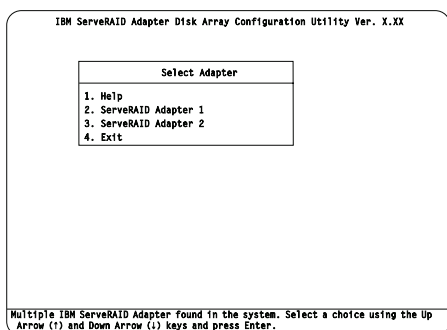 IBM ServeRAID Adapter Disk Array Configuration Utility Ver. X.XX
Select Adapter
1. Help
2. ServeRAID Adapter 1
3. ServeRAID Adapter 2
4. Exit
Multiple IBM ServeRAID Adapter found in the system. Select a choice using the Up
Arrow (↑) and Down Arrow (↓) keys and press Enter.